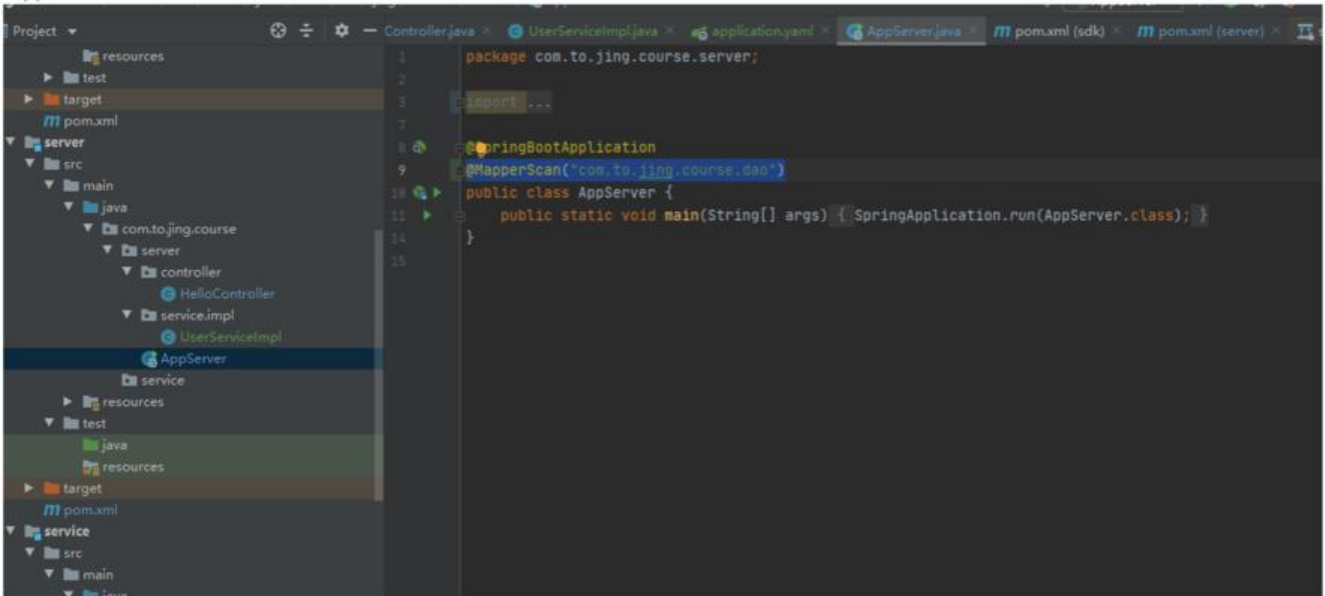 Project
Controller.java
UserServiceImpl.java
application.yaml
AppServer.java
pom.xml (sdk)
pom.xml (server)
resources
test
target
pom.xml
server
src
main
java
com.to.jing.course
server
controller
HelloController
service.impl
UserServiceImpl
AppServer
service
resources
test
java
resources
target
pom.xml
service
src
main
java
1 package com.to.jing.course.server;
2
3 import ...
7
8 @SpringBootApplication
9 @MapperScan("com.to.jing.course.dao")
10 public class AppServer {
11 public static void main(String[] args) { SpringApplication.run(AppServer.class); }
14 }
15